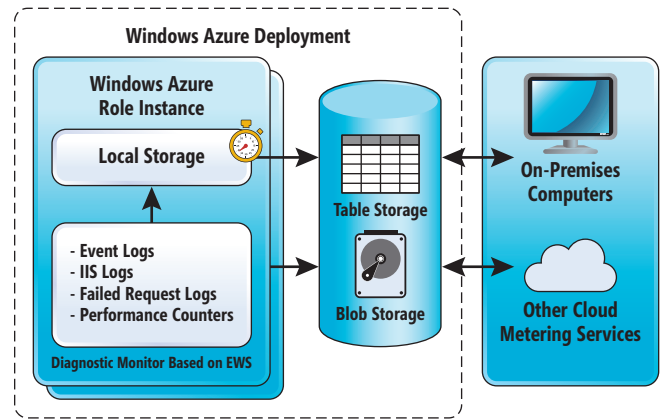 Windows Azure Deployment
Windows Azure
Role Instance
Local Storage
- Event Logs
- IIS Logs
- Failed Request Logs
- Performance Counters
Diagnostic Monitor Based on EWS
Table Storage
Blob Storage
On-Premises
Computers
Other Cloud
Metering Services